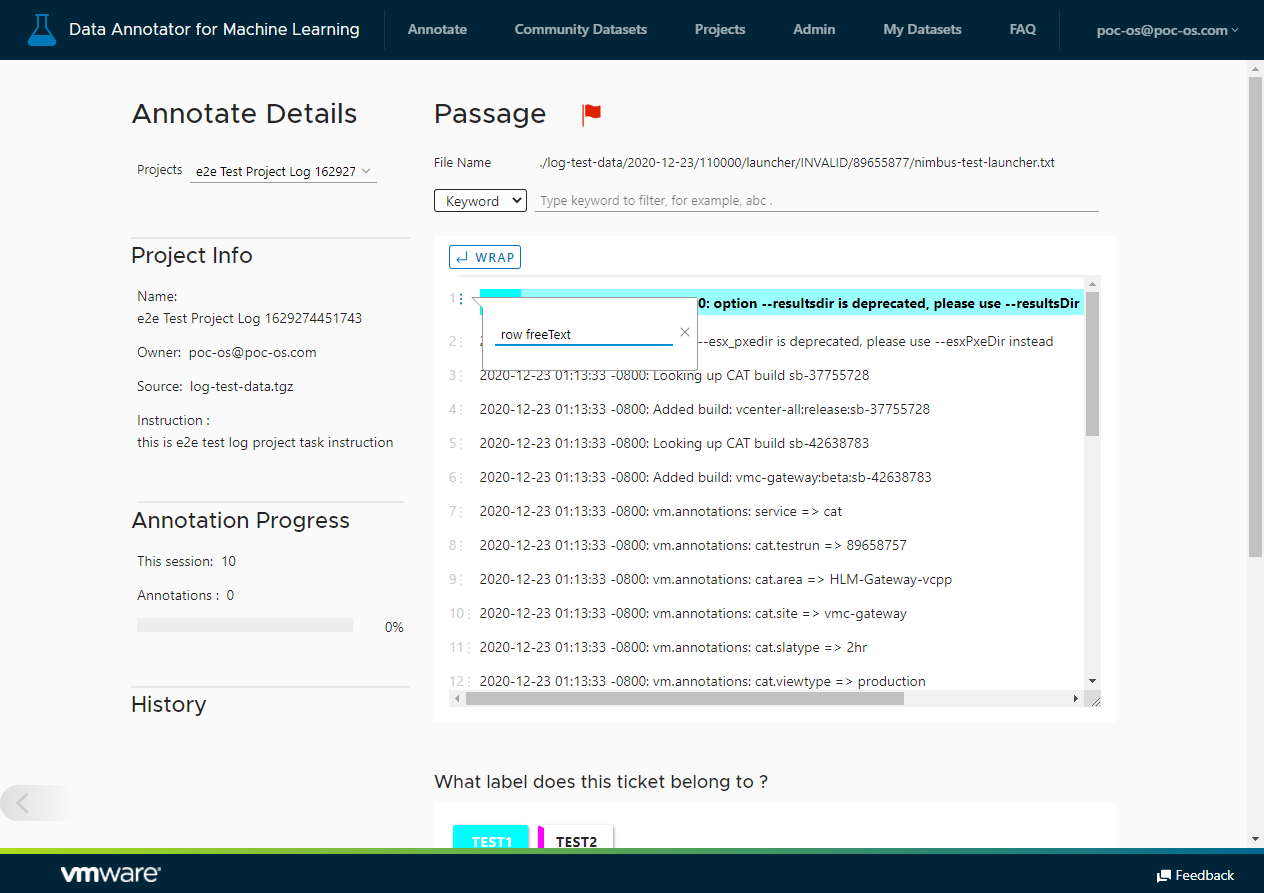 Data Annotator for Machine Learning
Annotate
Community Datasets
Projects
Admin
My Datasets
FAQ
poc-os@poc-os.com
Annotate Details
Projects
e2e Test Project Log 162927
Project Info
Name:
e2e Test Project Log 1629274451743
Owner: poc-os@poc-os.com
Source: log-test-data.tgz
Instruction :
this is e2e test log project task instruction
Annotation Progress
This session: 10
Annotations : 0
0%
History
Passage
File Name ./log-test-data/2020-12-23/110000/launcher/INVALID/89655877/nimbus-test-launcher.txt
Keyword
Type keyword to filter, for example, abc .
WRAP
1 0: option --resultsdir is deprecated, please use --resultsDir
row freeText
2 --esx_pxedir is deprecated, please use --esxPxeDir instead
3 2020-12-23 01:13:33 -0800: Looking up CAT build sb-37755728
4 2020-12-23 01:13:33 -0800: Added build: vcenter-all:release:sb-37755728
5 2020-12-23 01:13:33 -0800: Looking up CAT build sb-42638783
6 2020-12-23 01:13:33 -0800: Added build: vmc-gateway:beta:sb-42638783
7 2020-12-23 01:13:33 -0800: vm.annotations: service => cat
8 2020-12-23 01:13:33 -0800: vm.annotations: cat.testrun => 89658757
9 2020-12-23 01:13:33 -0800: vm.annotations: cat.area => HLM-Gateway-vcpp
10 2020-12-23 01:13:33 -0800: vm.annotations: cat.site => vmc-gateway
11 2020-12-23 01:13:33 -0800: vm.annotations: cat.slatype => 2hr
12 2020-12-23 01:13:33 -0800: vm.annotations: cat.viewtype => production
What label does this ticket belong to ?
TEST1
TEST2
vmware
Feedback